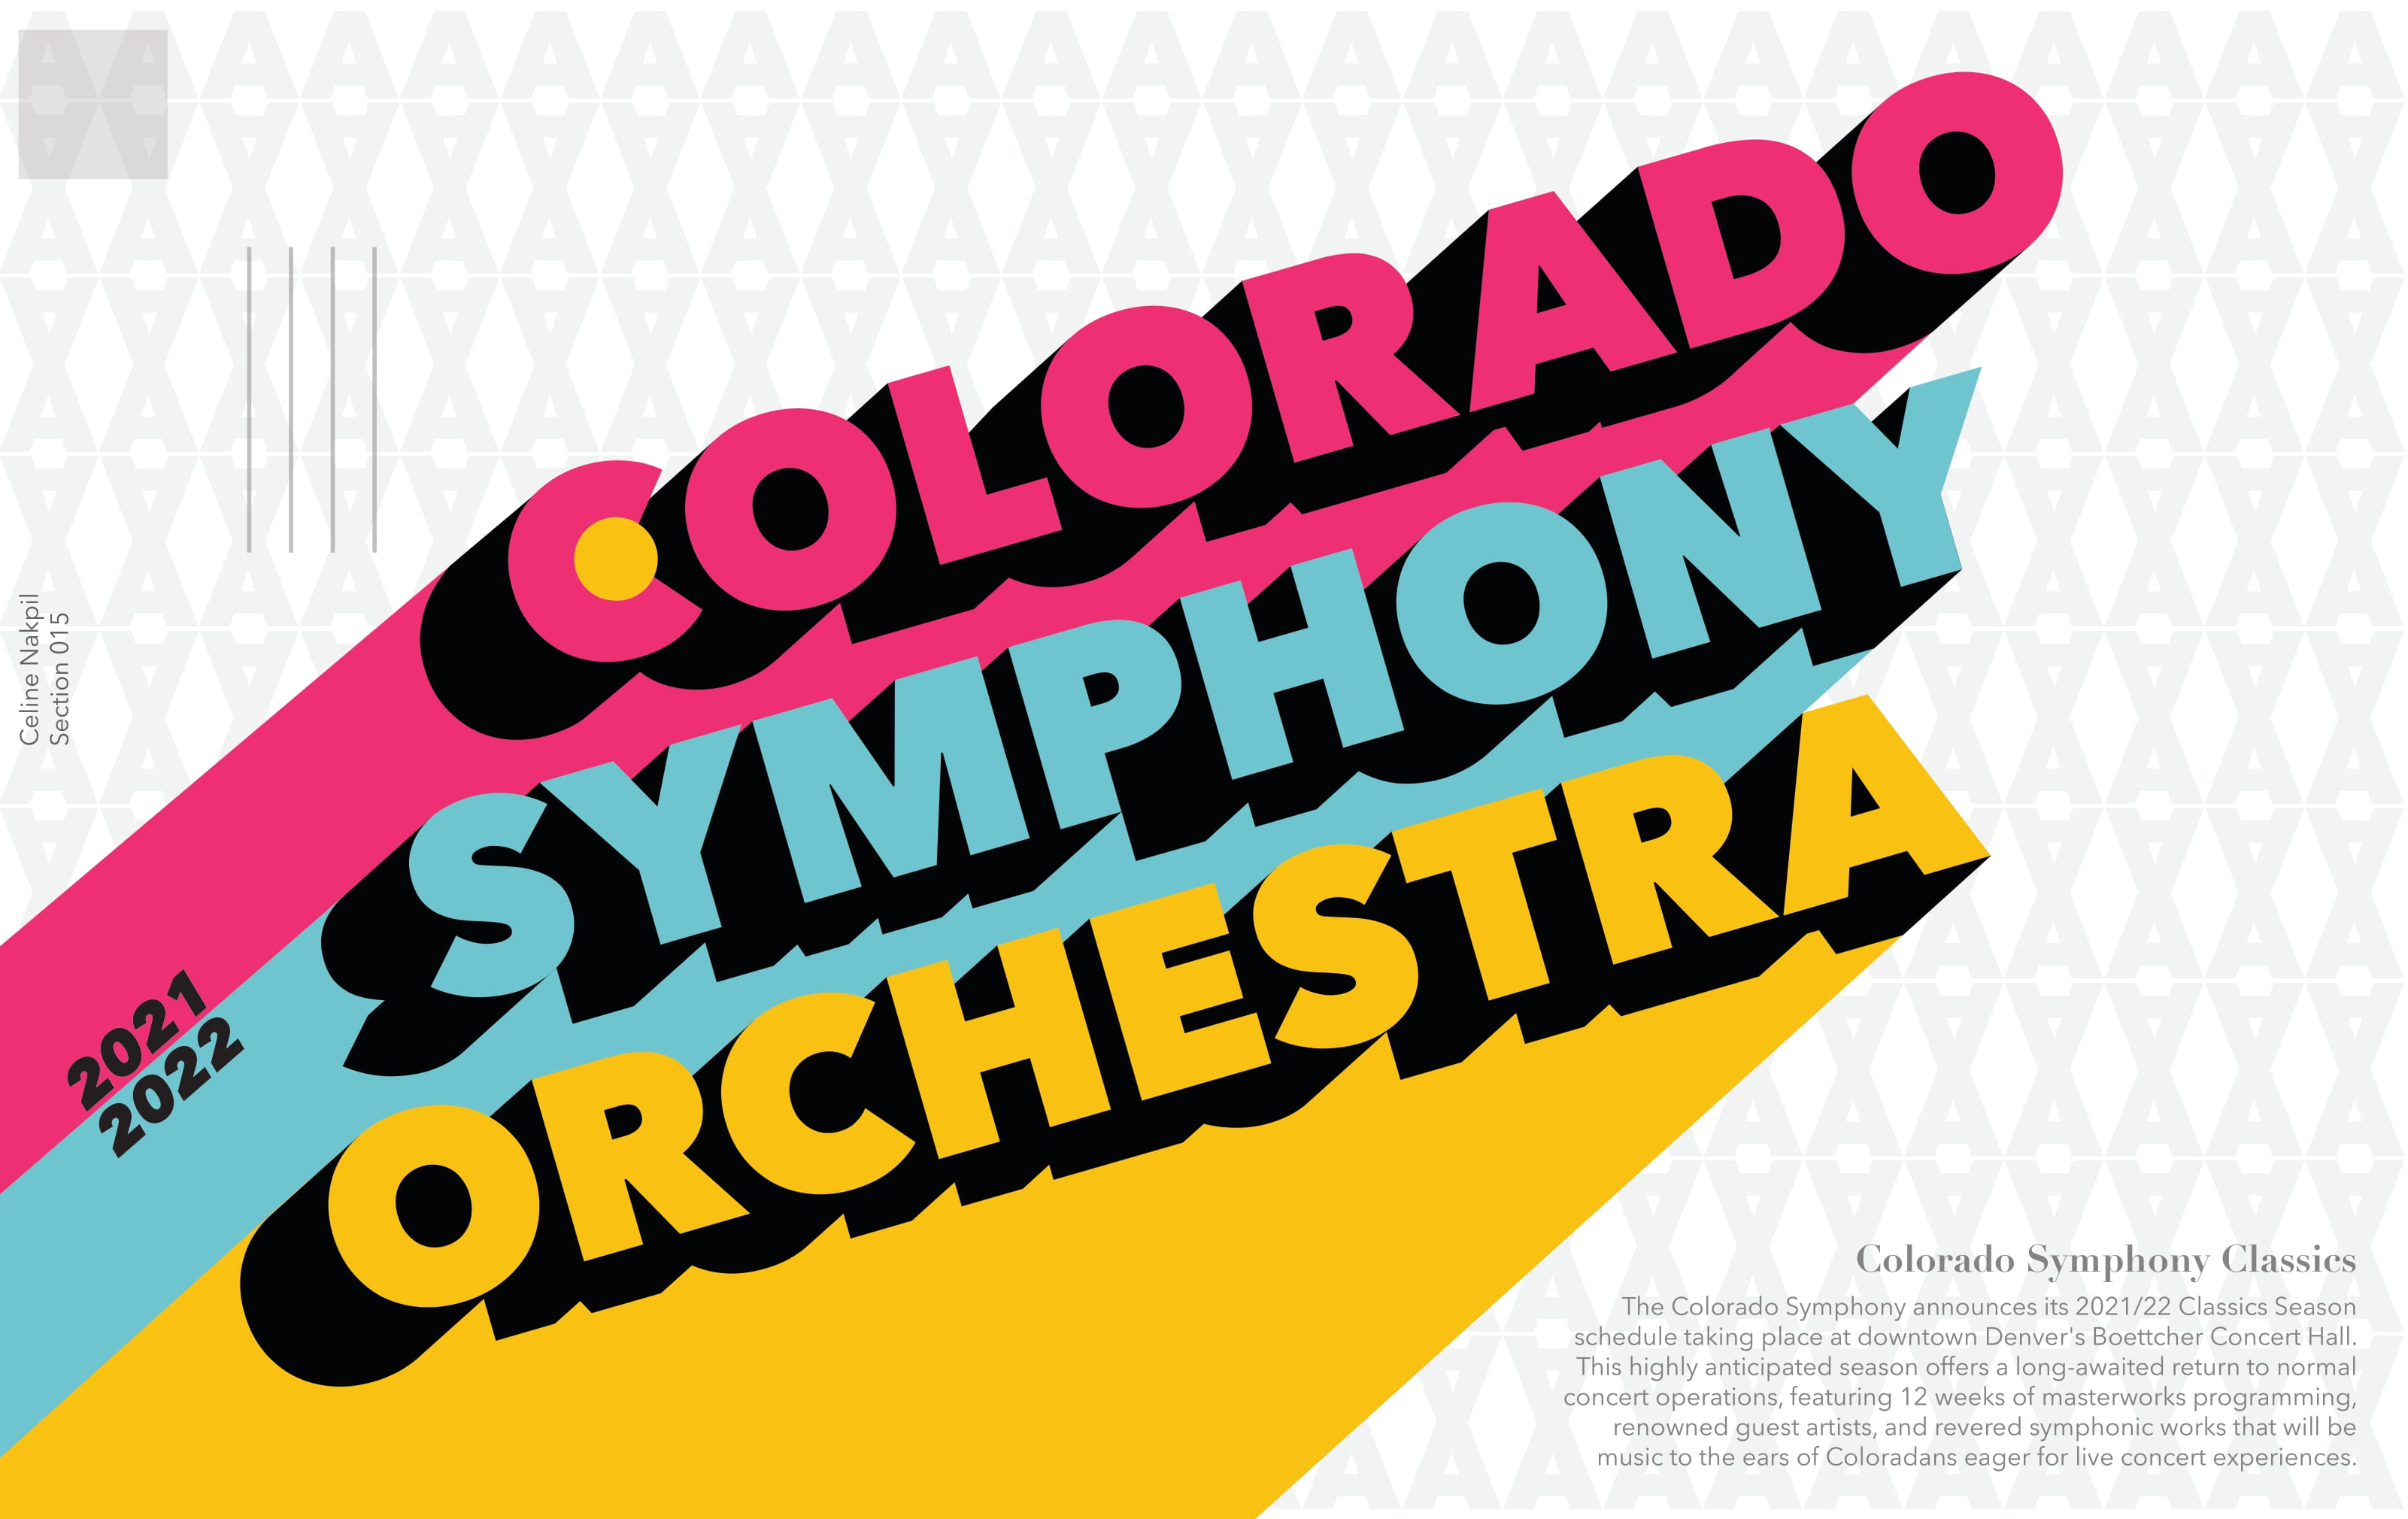 COLORADO
SYMPHONY
ORCHESTRA
2021
2022
Celine Nakpil
Section 015
Colorado Symphony Classics
The Colorado Symphony announces its 2021/22 Classics Season
schedule taking place at downtown Denver's Boettcher Concert Hall.
This highly anticipated season offers a long-awaited return to normal
concert operations, featuring 12 weeks of masterworks programming,
renowned guest artists, and revered symphonic works that will be
music to the ears of Coloradans eager for live concert experiences.